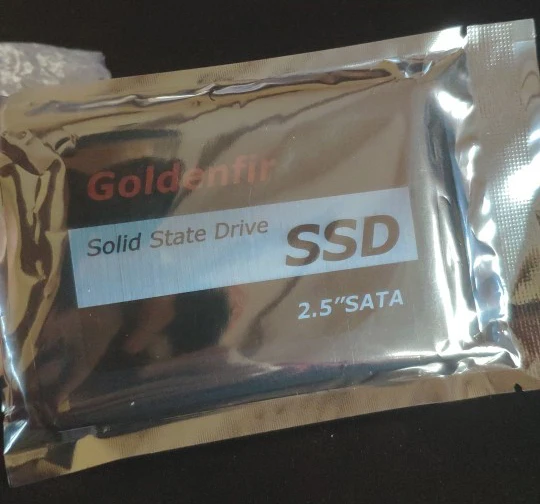 Goldenfir
Solid State Drive
SSD
2.5"SATA